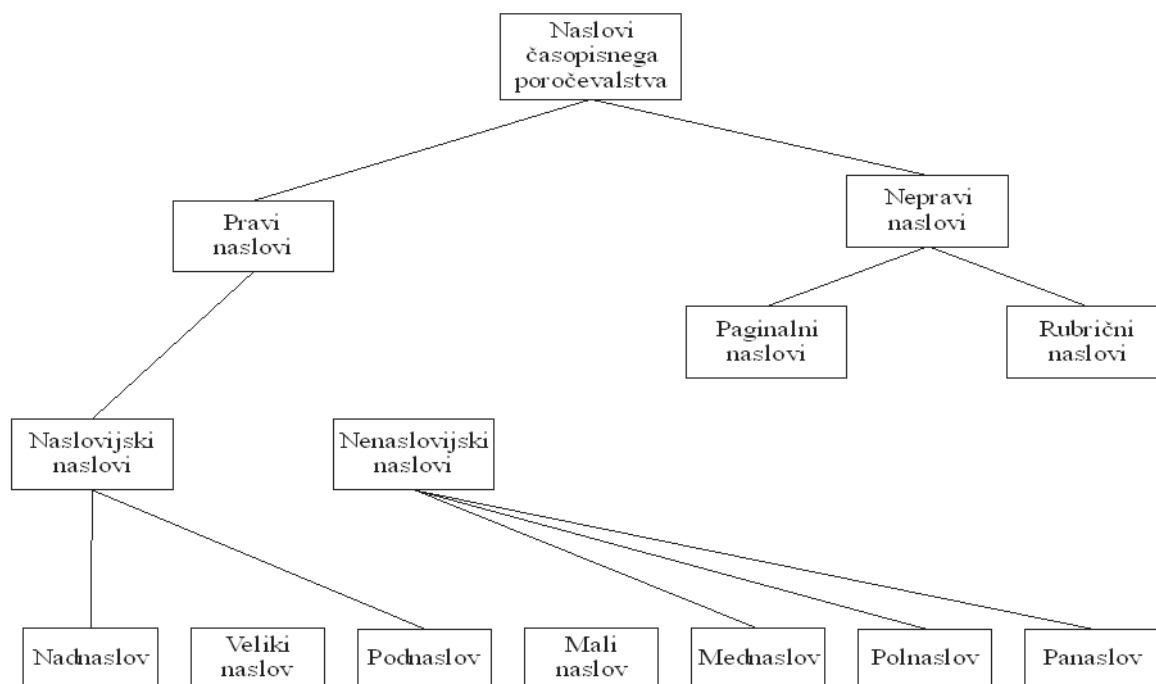 Naslovi
časopisnega
poročevalstva
Pravi
naslovi
Nepravi
naslovi
Paginalni
naslovi
Rubrični
naslovi
Naslovijski
naslovi
Nenaslovijski
naslovi
Nadnaslov
Veliki
naslov
Podnaslov
Mali
naslov
Mednaslov
Polnaslov
Panaslov